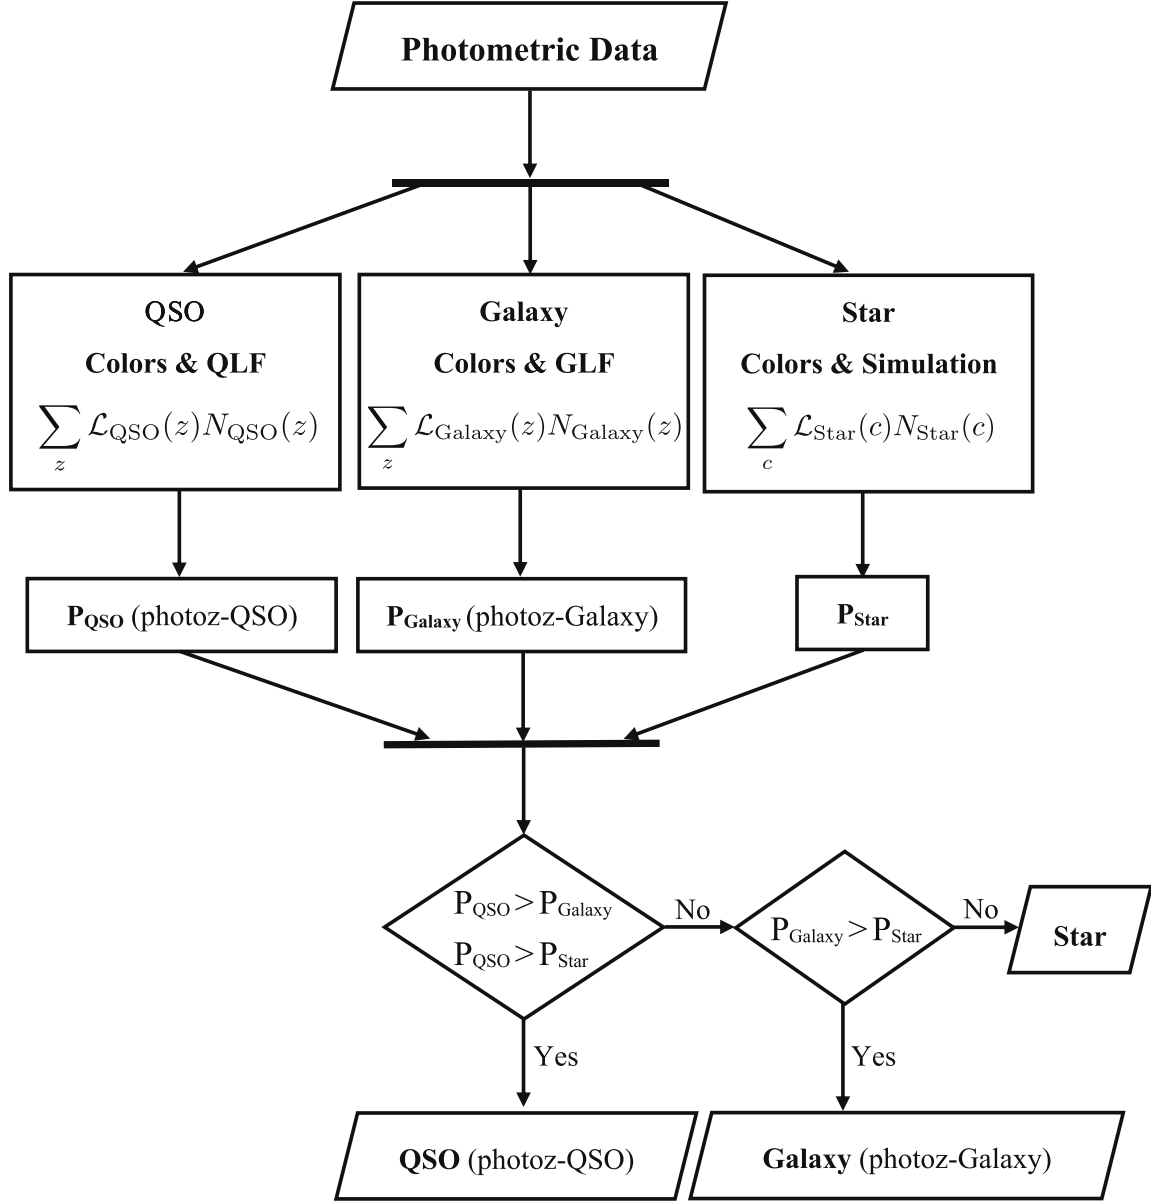 Photometric Data
QSO
Colors & QLF
∑_z ℒ_QSO(z)N_QSO(z)
Galaxy
Colors & GLF
∑_z ℒ_Galaxy(z)N_Galaxy(z)
Star
Colors & Simulation
∑_c ℒ_Star(c)N_Star(c)
P_QSO (photoz-QSO)
P_Galaxy (photoz-Galaxy)
P_Star
P_QSO > P_Galaxy
P_QSO > P_Star
No
P_Galaxy > P_Star
No
Star
Yes
Yes
QSO (photoz-QSO)
Galaxy (photoz-Galaxy)